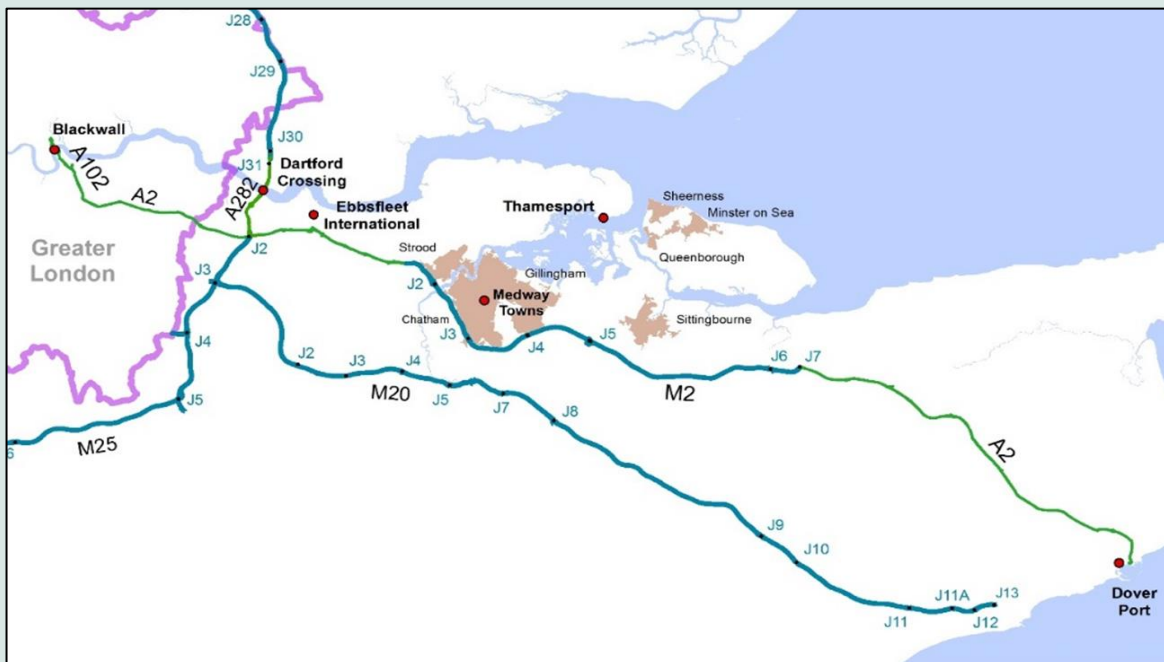 J28
J29
Blackwall
J30
A102
J31
Dartford
Crossing
A2
A282
Ebbsfleet
International
Thamesport
Sheerness
Minster on Sea
Greater
London
J2
Strood
Queenborough
J3
J2
Gillingham
Medway
Towns
Chatham
Sittingbourne
J4
J3
J4
J5
J2
J3
J4
J6
J7
J5
M20
J5
J7
M2
J8
M25
6
A2
J9
J10
J11A
J13
J11
J12
Dover
Port